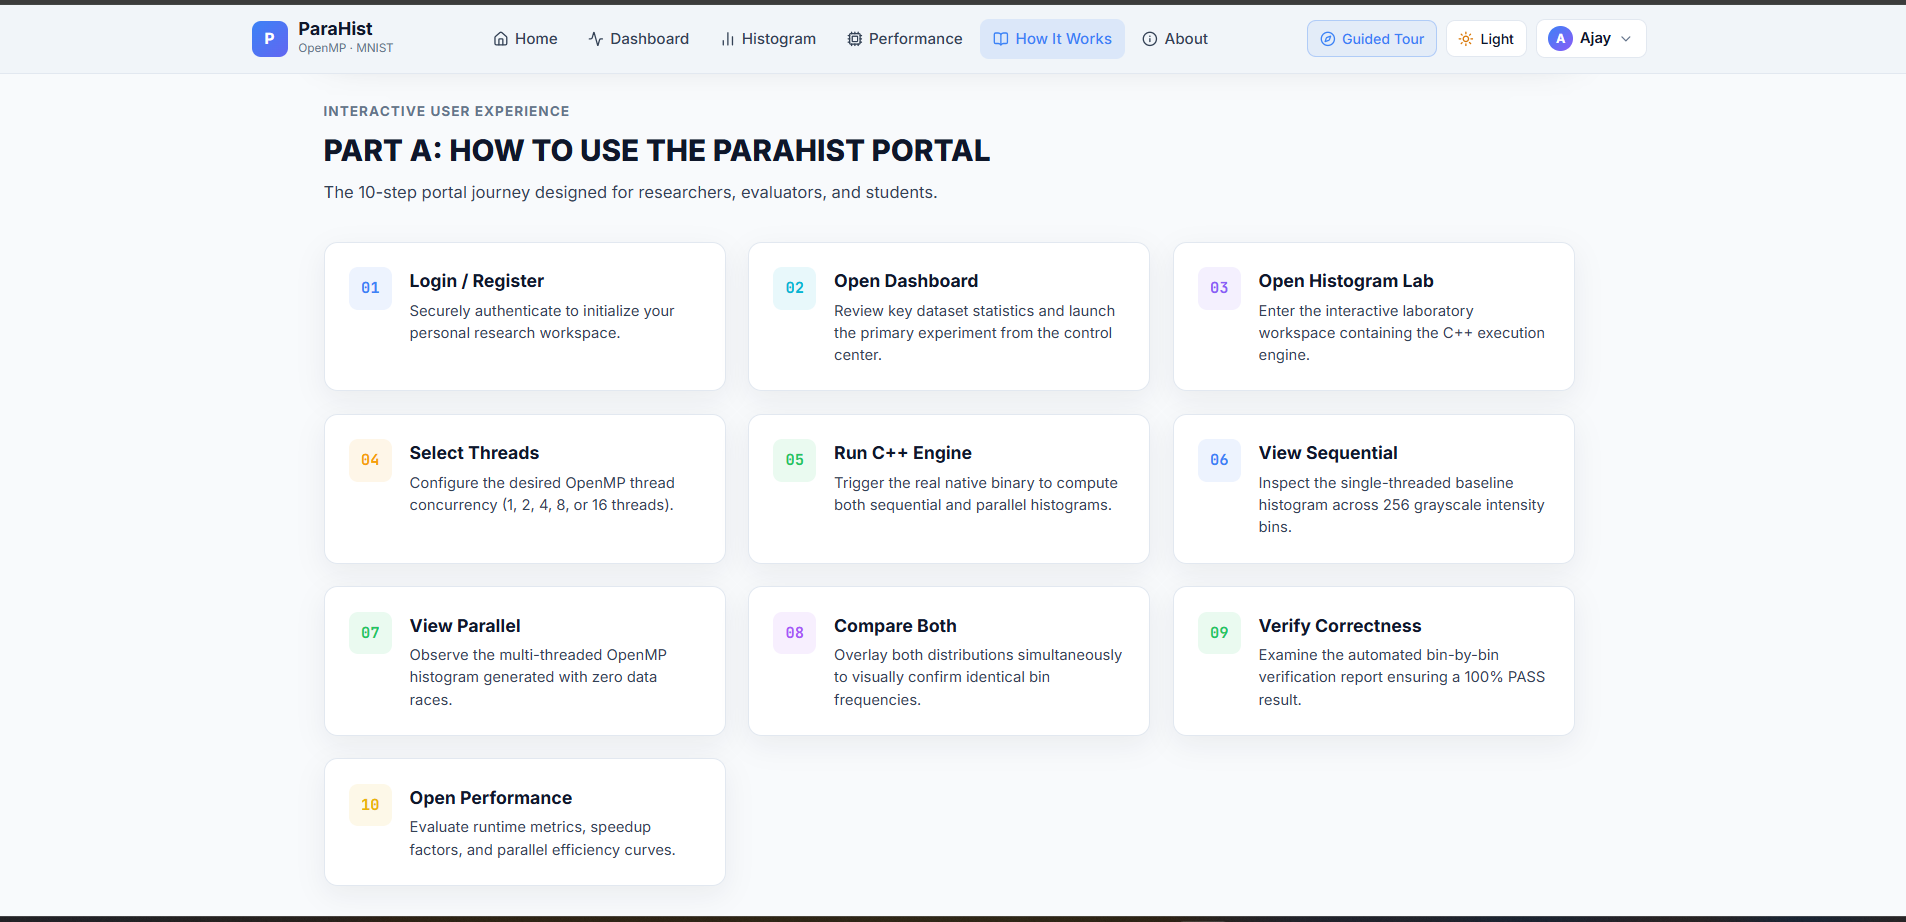 P
ParaHist
OpenMP · MNIST
Home
Dashboard
Histogram
Performance
How It Works
About
Guided Tour
Light
A
Ajay
INTERACTIVE USER EXPERIENCE
PART A: HOW TO USE THE PARAHIST PORTAL
The 10-step portal journey designed for researchers, evaluators, and students.
01
Login / Register
Securely authenticate to initialize your
personal research workspace.
02
Open Dashboard
Review key dataset statistics and launch
the primary experiment from the control
center.
03
Open Histogram Lab
Enter the interactive laboratory
workspace containing the C++ execution
engine.
04
Select Threads
Configure the desired OpenMP thread
concurrency (1, 2, 4, 8, or 16 threads).
05
Run C++ Engine
Trigger the real native binary to compute
both sequential and parallel histograms.
06
View Sequential
Inspect the single-threaded baseline
histogram across 256 grayscale intensity
bins.
07
View Parallel
Observe the multi-threaded OpenMP
histogram generated with zero data
races.
08
Compare Both
Overlay both distributions simultaneously
to visually confirm identical bin
frequencies.
09
Verify Correctness
Examine the automated bin-by-bin
verification report ensuring a 100% PASS
result.
10
Open Performance
Evaluate runtime metrics, speedup
factors, and parallel efficiency curves.